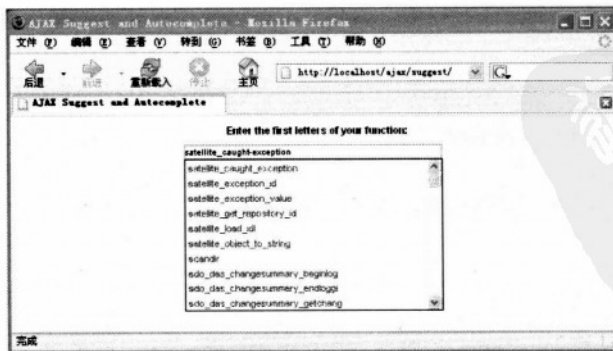 AJAX Suggest and Autocomplete - Mozilla Firefox
文件 (F) 编辑 (E) 查看 (V) 转到 (G) 书签 (B) 工具 (T) 帮助 (H)
后退 前进 重新载入 停止 主页 http://localhost/ajax/suggest/ G
AJAX Suggest and Autocomplete
Enter the first letters of your function:
satellite_caught-exception
satellite_caught_exception
satellite_exception_id
satellite_exception_value
satellite_get_repository_id
satellite_load_idl
satellite_object_to_string
scandir
sdo_das_changesummary_beginlog
sdo_das_changesummary_endloggi
sdo_das_changesummary_getchang
完成